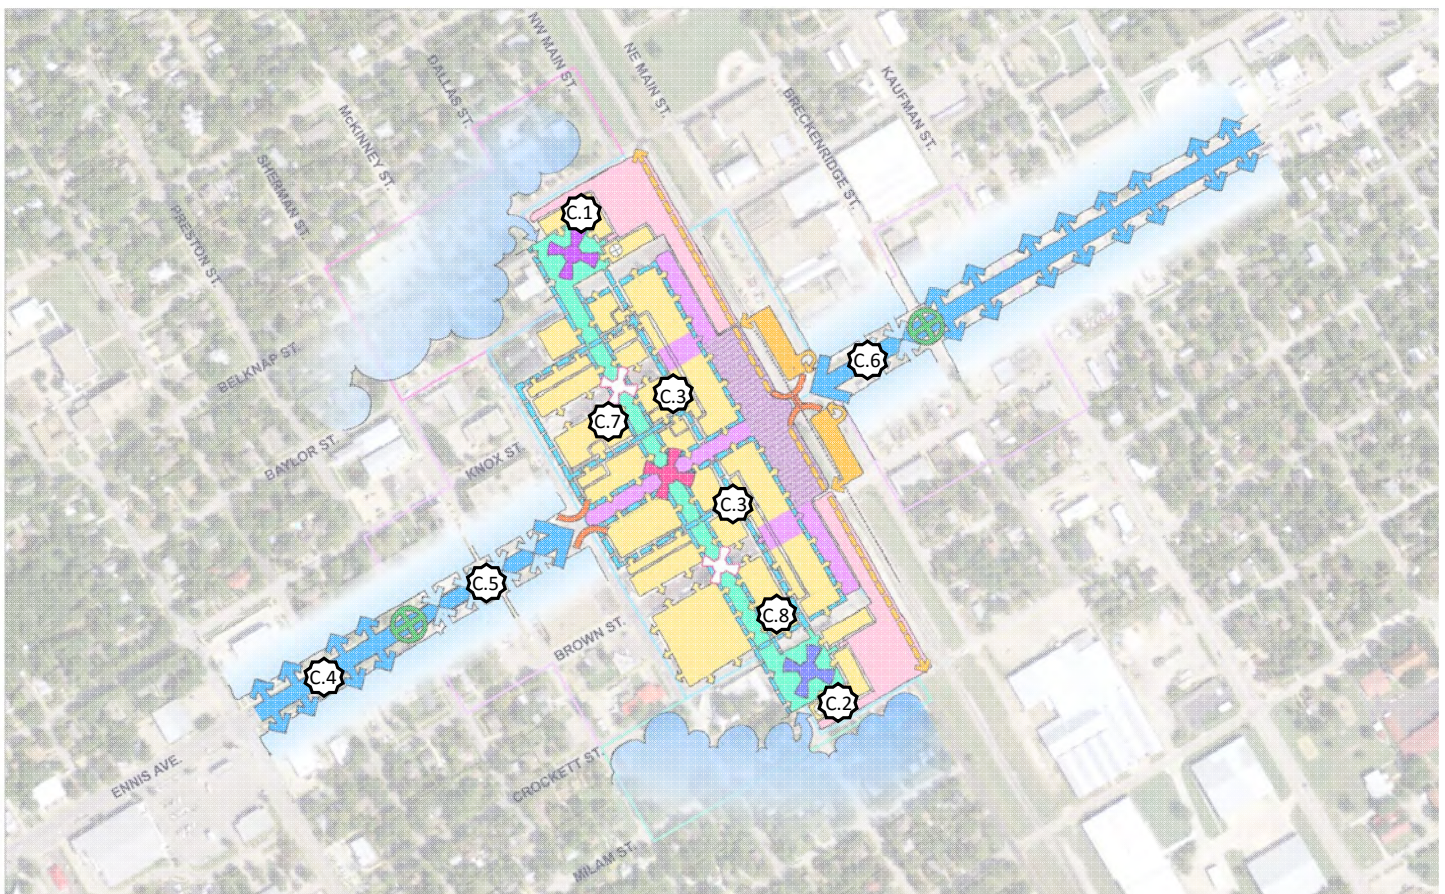 NW MAIN ST.
NE MAIN ST.
DALLAS ST.
KAUFMAN ST.
BRECKENRIDGE ST.
McKINNEY ST.
SHERMAN ST.
PRESTON ST.
C.1
BELKNAP ST.
C.6
C.3
C.7
BAYLOR ST.
KNOX ST.
C.3
C.5
C.8
BROWN ST.
C.4
C.2
ENNIS AVE.
CROCKETT ST.
MILAM ST.